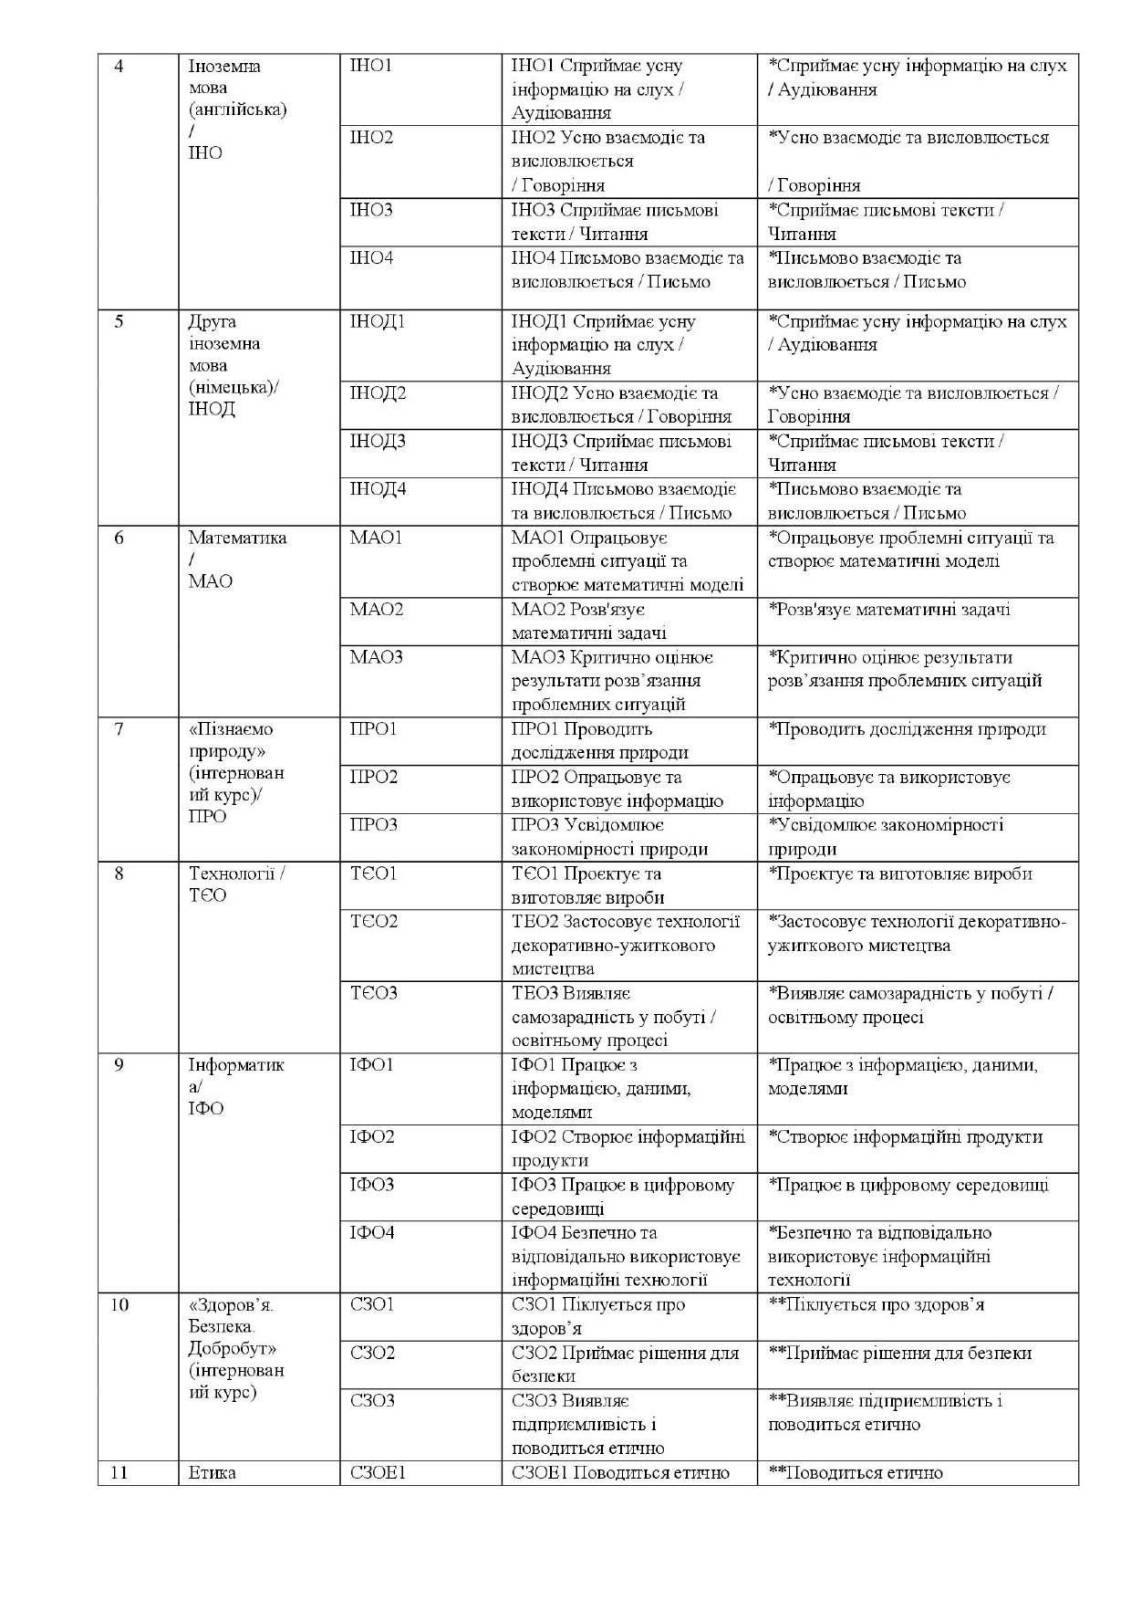 4
Іноземна
мова
(англійська)
/
ІНО
ІНО1
ІНО1 Сприймає усну
інформацію на слух /
Аудіювання
*Сприймає усну інформацію на слух
/ Аудіювання
ІНО2
ІНО2 Усно взаємодіє та
висловлюється
/ Говоріння
*Усно взаємодіє та висловлюється
/ Говоріння
ІНО3
ІНО3 Сприймає письмові
тексти / Читання
*Сприймає письмові тексти /
Читання
ІНО4
ІНО4 Письмово взаємодіє та
висловлюється / Письмо
*Письмово взаємодіє та
висловлюється / Письмо
5
Друга
іноземна
мова
(німецька)/
ІНОД
ІНОД1
ІНОД1 Сприймає усну
інформацію на слух /
Аудіювання
*Сприймає усну інформацію на слух
/ Аудіювання
ІНОД2
ІНОД2 Усно взаємодіє та
висловлюється / Говоріння
*Усно взаємодіє та висловлюється /
Говоріння
ІНОД3
ІНОД3 Сприймає письмові
тексти / Читання
*Сприймає письмові тексти /
Читання
ІНОД4
ІНОД4 Письмово взаємодіє
та висловлюється / Письмо
*Письмово взаємодіє та
висловлюється / Письмо
6
Математика
/
МАО
МАО1
МАО1 Опрацьовує
проблемні ситуації та
створює математичні моделі
*Опрацьовує проблемні ситуації та
створює математичні моделі
МАО2
МАО2 Розв'язує
математичні задачі
*Розв'язує математичні задачі
МАО3
МАО3 Критично оцінює
результати розв’язання
проблемних ситуацій
*Критично оцінює результати
розв’язання проблемних ситуацій
7
«Пізнаємо
природу»
(інтернован
ий курс)/
ПРО
ПРО1
ПРО1 Проводить
дослідження природи
*Проводить дослідження природи
ПРО2
ПРО2 Опрацьовує та
використовує інформацію
*Опрацьовує та використовує
інформацію
ПРО3
ПРО3 Усвідомлює
закономірності природи
*Усвідомлює закономірності
природи
8
Технології /
ТЄО
ТЄО1
ТЄО1 Проєктує та
виготовляє вироби
*Проєктує та виготовляє вироби
ТЄО2
ТЕО2 Застосовує технології
декоративно-ужиткового
мистецтва
*Застосовує технології декоративно-
ужиткового мистецтва
ТЄО3
ТЕО3 Виявляє
самозарадність у побуті /
освітньому процесі
*Виявляє самозарадність у побуті /
освітньому процесі
9
Інформатик
а/
ІФО
ІФО1
ІФО1 Працює з
інформацією, даними,
моделями
*Працює з інформацією, даними,
моделями
ІФО2
ІФО2 Створює інформаційні
продукти
*Створює інформаційні продукти
ІФО3
ІФО3 Працює в цифровому
середовищі
*Працює в цифровому середовищі
ІФО4
ІФО4 Безпечно та
відповідально використовує
інформаційні технології
*Безпечно та відповідально
використовує інформаційні
технології
10
«Здоров’я.
Безпека.
Добробут»
(інтернован
ий курс)
СЗО1
СЗО1 Піклується про
здоров’я
**Піклується про здоров’я
СЗО2
СЗО2 Приймає рішення для
безпеки
**Приймає рішення для безпеки
СЗО3
СЗО3 Виявляє
підприємливість і
поводиться етично
**Виявляє підприємливість і
поводиться етично
11
Етика
СЗОЕ1
СЗОЕ1 Поводиться етично
**Поводиться етично